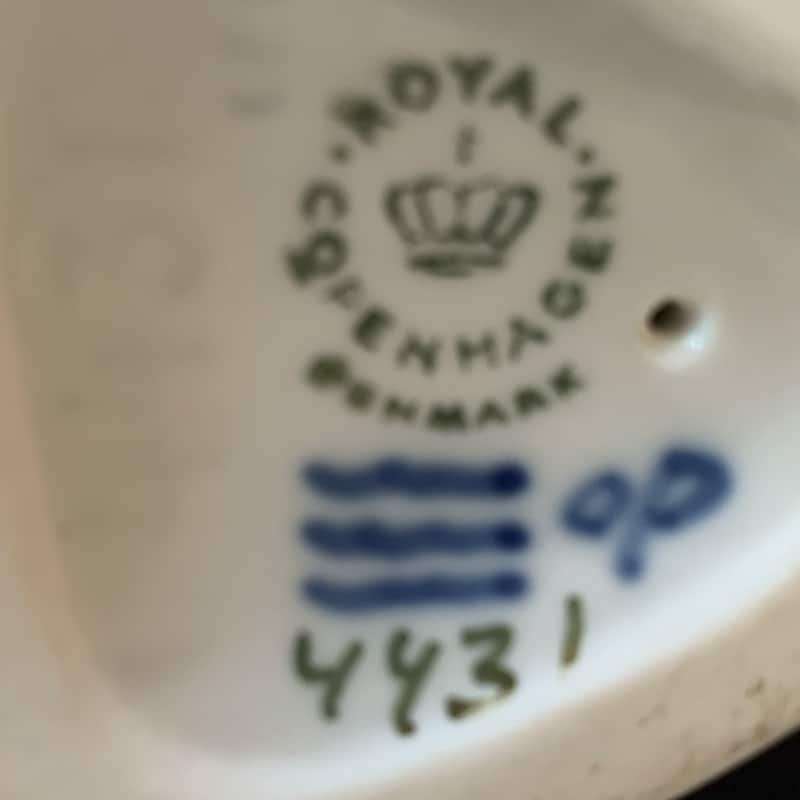 ROYAL
COPENHAGEN
DENMARK
4431